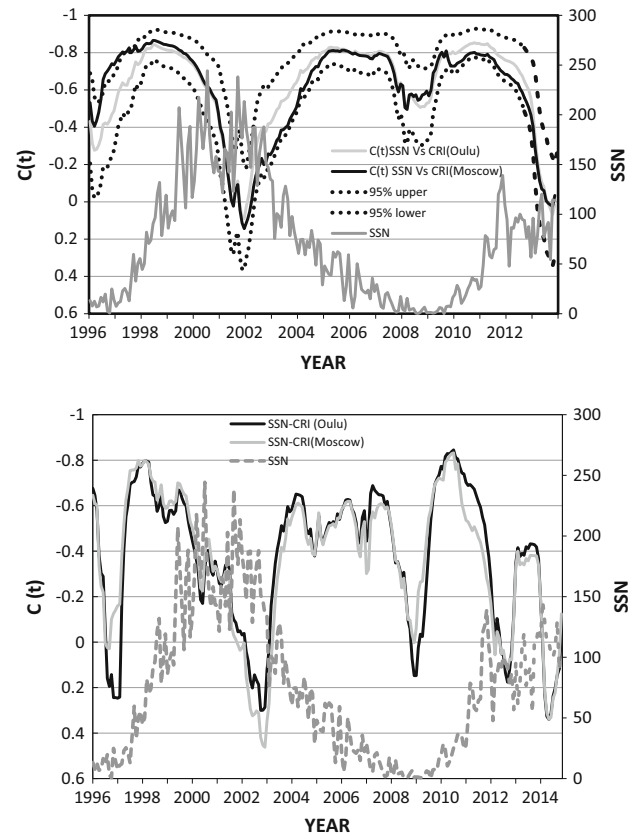 -1
-0.8
-0.6
-0.4
-0.2
0
0.2
0.4
0.6
C(t)
300
250
200
150
100
50
0
SSN
C(t)SSN Vs CRI(Oulu)
C(t) SSN Vs CRI(Moscow)
95% upper
95% lower
SSN
1996 1998 2000 2002 2004 2006 2008 2010 2012
YEAR
-1
-0.8
-0.6
-0.4
-0.2
0
0.2
0.4
0.6
C (t)
300
250
200
150
100
50
0
SSN
SSN-CRI (Oulu)
SSN-CRI(Moscow)
SSN
1996 1998 2000 2002 2004 2006 2008 2010 2012 2014
YEAR